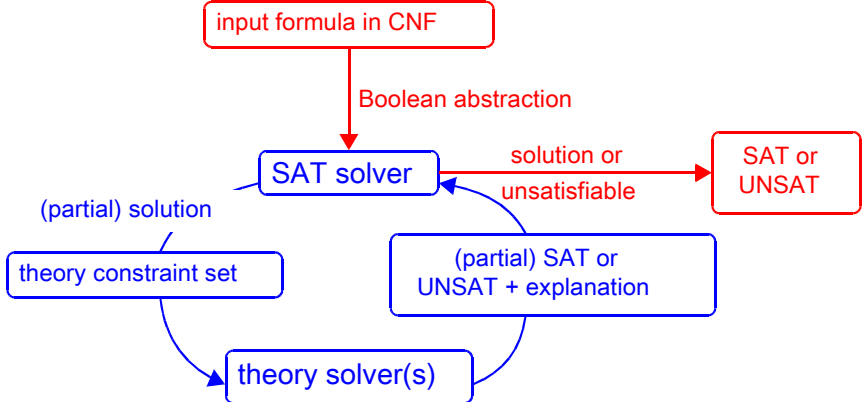 input formula in CNF
Boolean abstraction
SAT solver
solution or
unsatisfiable
SAT or
UNSAT
(partial) solution
theory constraint set
(partial) SAT or
UNSAT + explanation
theory solver(s)